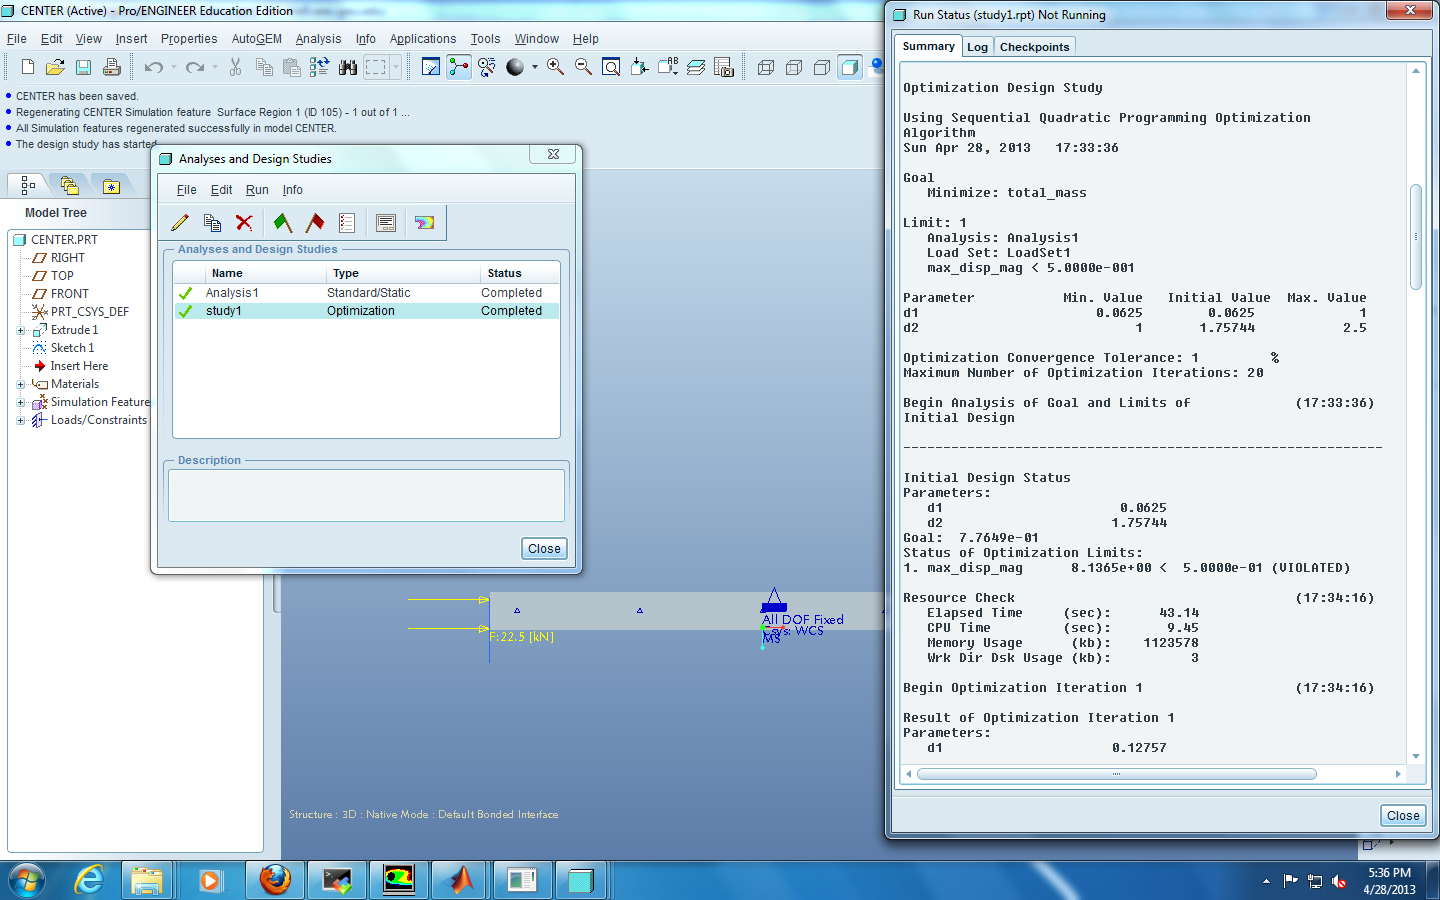 CENTER (Active) - Pro/ENGINEER Education Edition
File Edit View Insert Properties AutoGEM Analysis Info Applications Tools Window Help
CENTER has been saved.
Regenerating CENTER Simulation feature Surface Region 1 (ID 105) - 1 out of 1 ...
All Simulation features regenerated successfully in model CENTER.
The design study has started
Model Tree
CENTER.PRT
RIGHT
TOP
FRONT
PRT_CSYS_DEF
Extrude 1
Sketch 1
Insert Here
Materials
Simulation Feature
Loads/Constraints
Analyses and Design Studies
File Edit Run Info
Analyses and Design Studies
Name Type Status
Analysis1 Standard/Static Completed
study1 Optimization Completed
Description
Close
F:22.5 [kN]
All DOF Fixed
Csys: WCS
Structure : 3D : Native Mode : Default Bonded Interface
Run Status (study1.rpt) Not Running
Summary Log Checkpoints
Optimization Design Study
Using Sequential Quadratic Programming Optimization
Algorithm
Sun Apr 28, 2013 17:33:36
Goal
Minimize: total_mass
Limit: 1
Analysis: Analysis1
Load Set: LoadSet1
max_disp_mag < 5.0000e-001
Parameter Min. Value Initial Value Max. Value
d1 0.0625 0.0625 1
d2 1 1.75744 2.5
Optimization Convergence Tolerance: 1 %
Maximum Number of Optimization Iterations: 20
Begin Analysis of Goal and Limits of (17:33:36)
Initial Design
------------------------------------------------------------
Initial Design Status
Parameters:
d1 0.0625
d2 1.75744
Goal: 7.7649e-01
Status of Optimization Limits:
1. max_disp_mag 8.1365e+00 < 5.0000e-01 (VIOLATED)
Resource Check (17:34:16)
Elapsed Time (sec): 43.14
CPU Time (sec): 9.45
Memory Usage (kb): 1123578
Wrk Dir Dsk Usage (kb): 3
Begin Optimization Iteration 1 (17:34:16)
Result of Optimization Iteration 1
Parameters:
d1 0.12757
Close
5:36 PM
4/28/2013